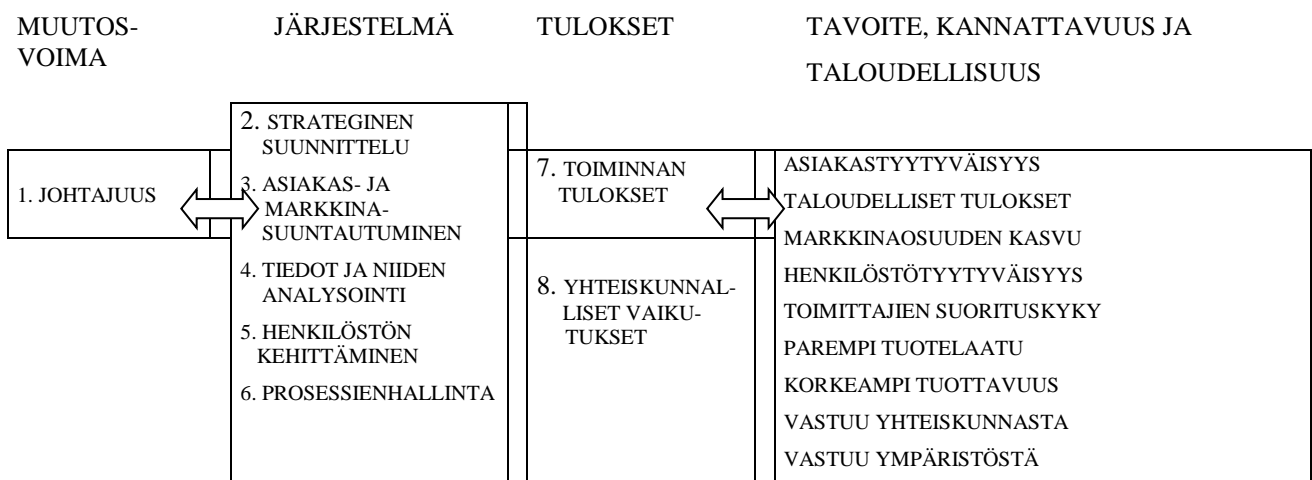 MUUTOS-
VOIMA
JÄRJESTELMÄ
TULOKSET
TAVOITE, KANNATTAVUUS JA
TALOUDELLISUUS
1. JOHTAJUUS
2. STRATEGINEN
SUUNNITTELU
3. ASIAKAS- JA
MARKKINA-
SUUNTAUTUMINEN
4. TIEDOT JA NIIDEN
ANALYSOINTI
5. HENKILÖSTÖN
KEHITTÄMINEN
6. PROSESSIENHALLINTA
7. TOIMINNAN
TULOKSET
8. YHTEISKUNNAL-
LISET VAIKU-
TUKSET
ASIAKASTYYTYVÄISYYS
TALOUDELLISET TULOKSET
MARKKINAOSUUDEN KASVU
HENKILÖSTÖTYYTYVÄISYYS
TOIMITTAJIEN SUORITUSKYKY
PAREMPI TUOTELAATU
KORKEAMPI TUOTTAVUUS
VASTUU YHTEISKUNNASTA
VASTUU YMPÄRISTÖSTÄ